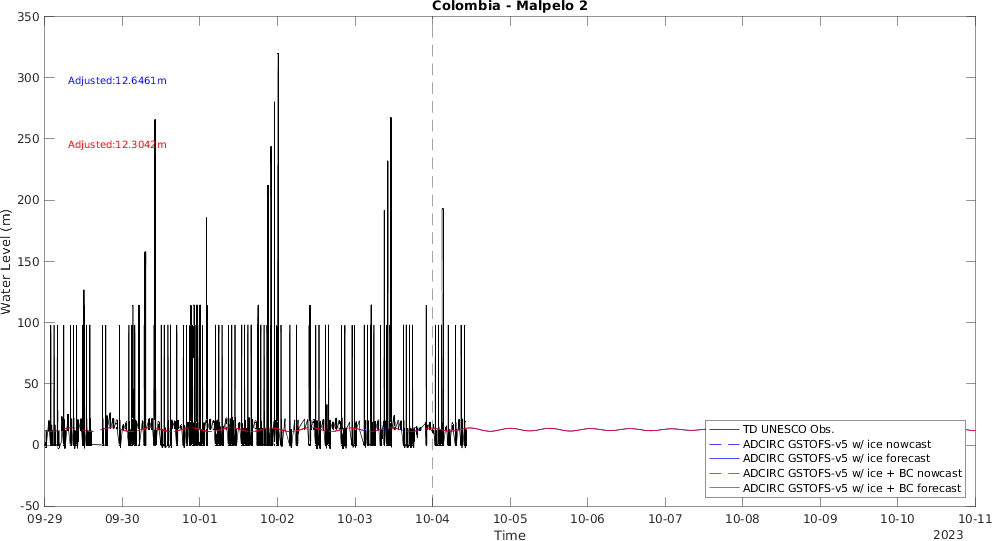 Colombia - Malpelo 2
350
300
250
200
150
100
50
0
-50
Water Level (m)
Adjusted:12.6461m
Adjusted:12.3042m
TD UNESCO Obs.
ADCIRC GSTOFS-v5 w/ ice nowcast
ADCIRC GSTOFS-v5 w/ ice forecast
ADCIRC GSTOFS-v5 w/ ice + BC nowcast
ADCIRC GSTOFS-v5 w/ ice + BC forecast
09-29 09-30 10-01 10-02 10-03 10-04 10-05 10-06 10-07 10-08 10-09 10-10 10-11
Time
2023